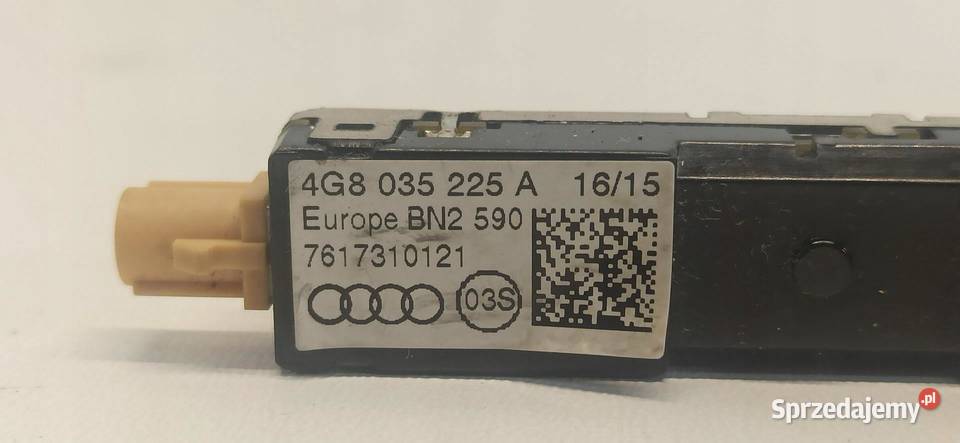 4G8 035 225 A 16/15
Europe BN2 590
7617310121
03S
Sprzedajemy.pl